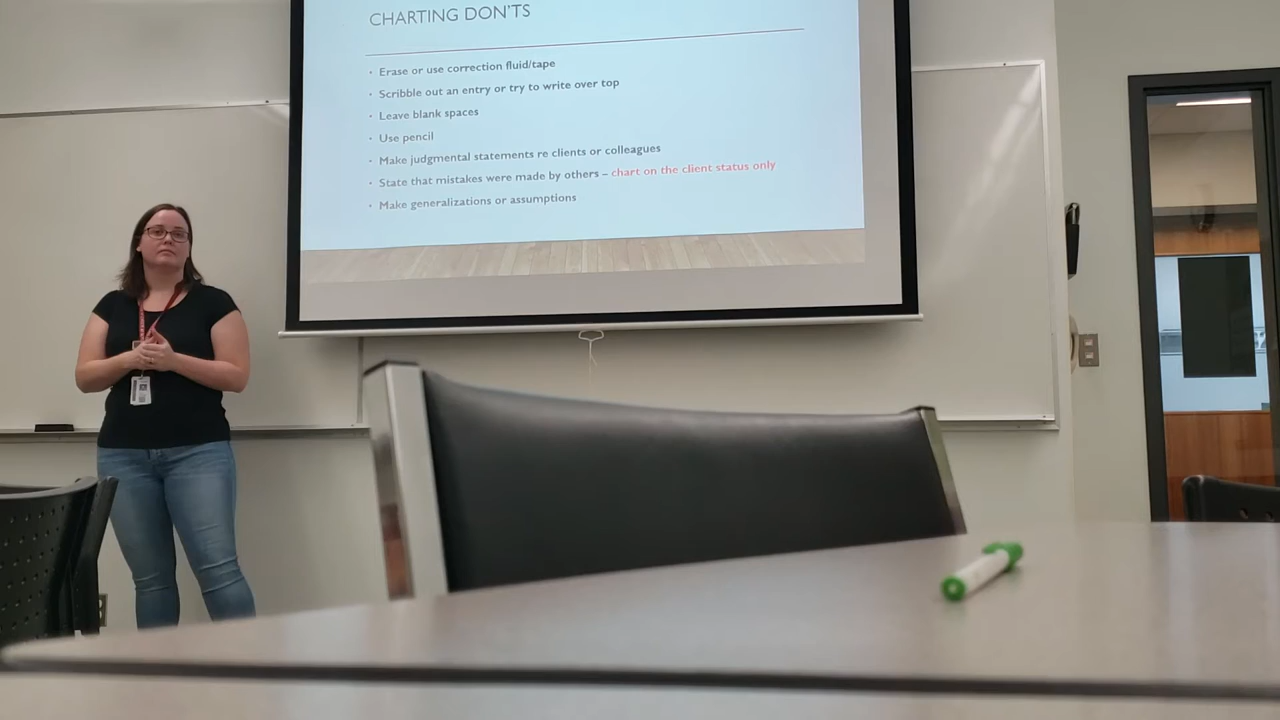 CHARTING DON'TS
• Erase or use correction fluid/tape
• Scribble out an entry or try to write over top
• Leave blank spaces
• Use pencil
• Make judgmental statements re clients or colleagues
• State that mistakes were made by others – chart on the client status only
• Make generalizations or assumptions